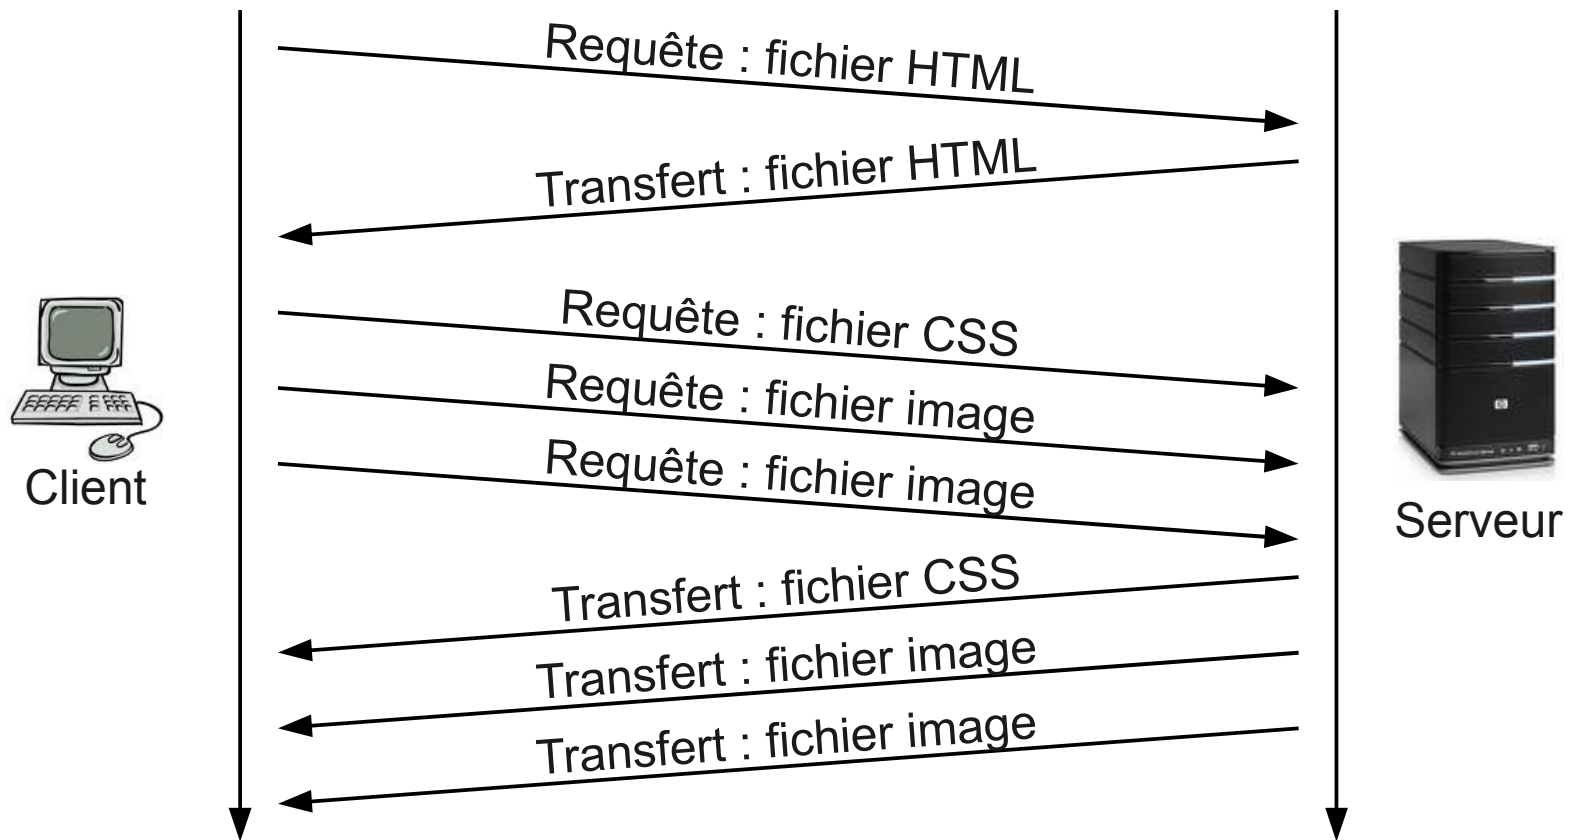 Requête : fichier HTML
Transfert : fichier HTML
Requête : fichier CSS
Requête : fichier image
Requête : fichier image
Client
Serveur
Transfert : fichier CSS
Transfert : fichier image
Transfert : fichier image